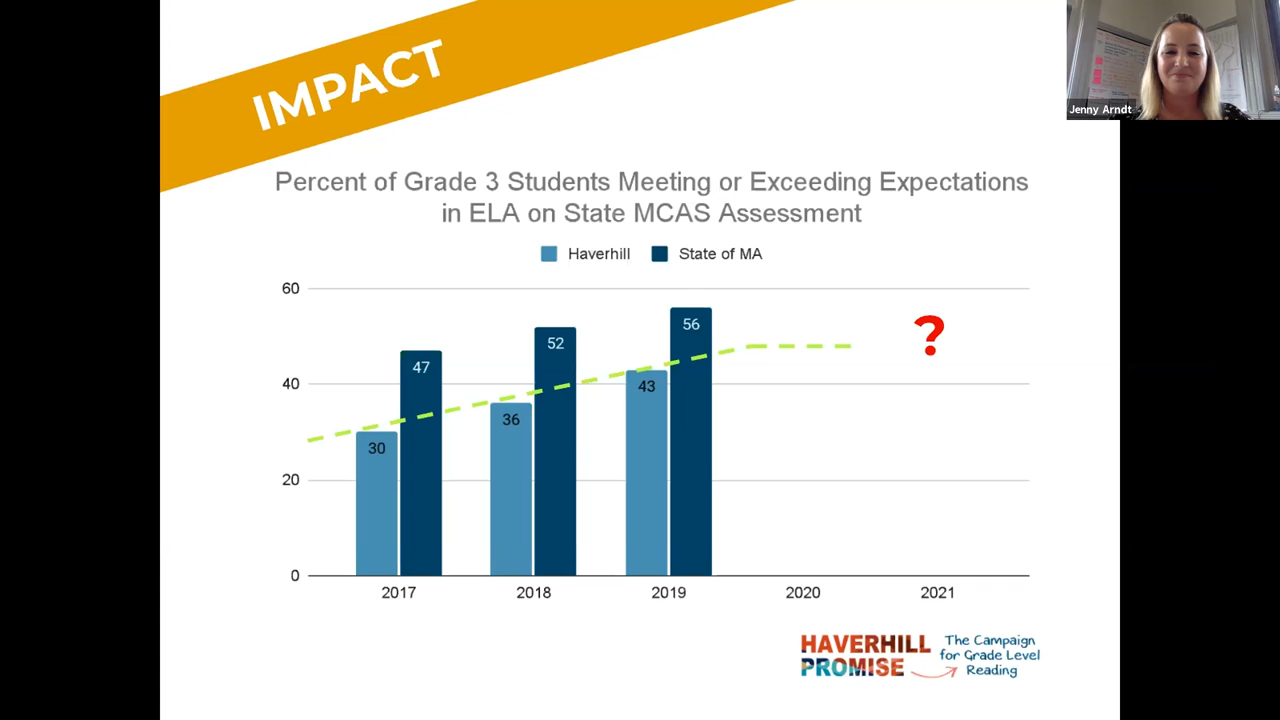 IMPACT
Jenny Arndt
Percent of Grade 3 Students Meeting or Exceeding Expectations
in ELA on State MCAS Assessment
Haverhill State of MA
60
40
20
0
47
52
56
30
36
43
?
2017 2018 2019 2020 2021
HAVERHILL
PROMISE
The Campaign
for Grade Level
Reading